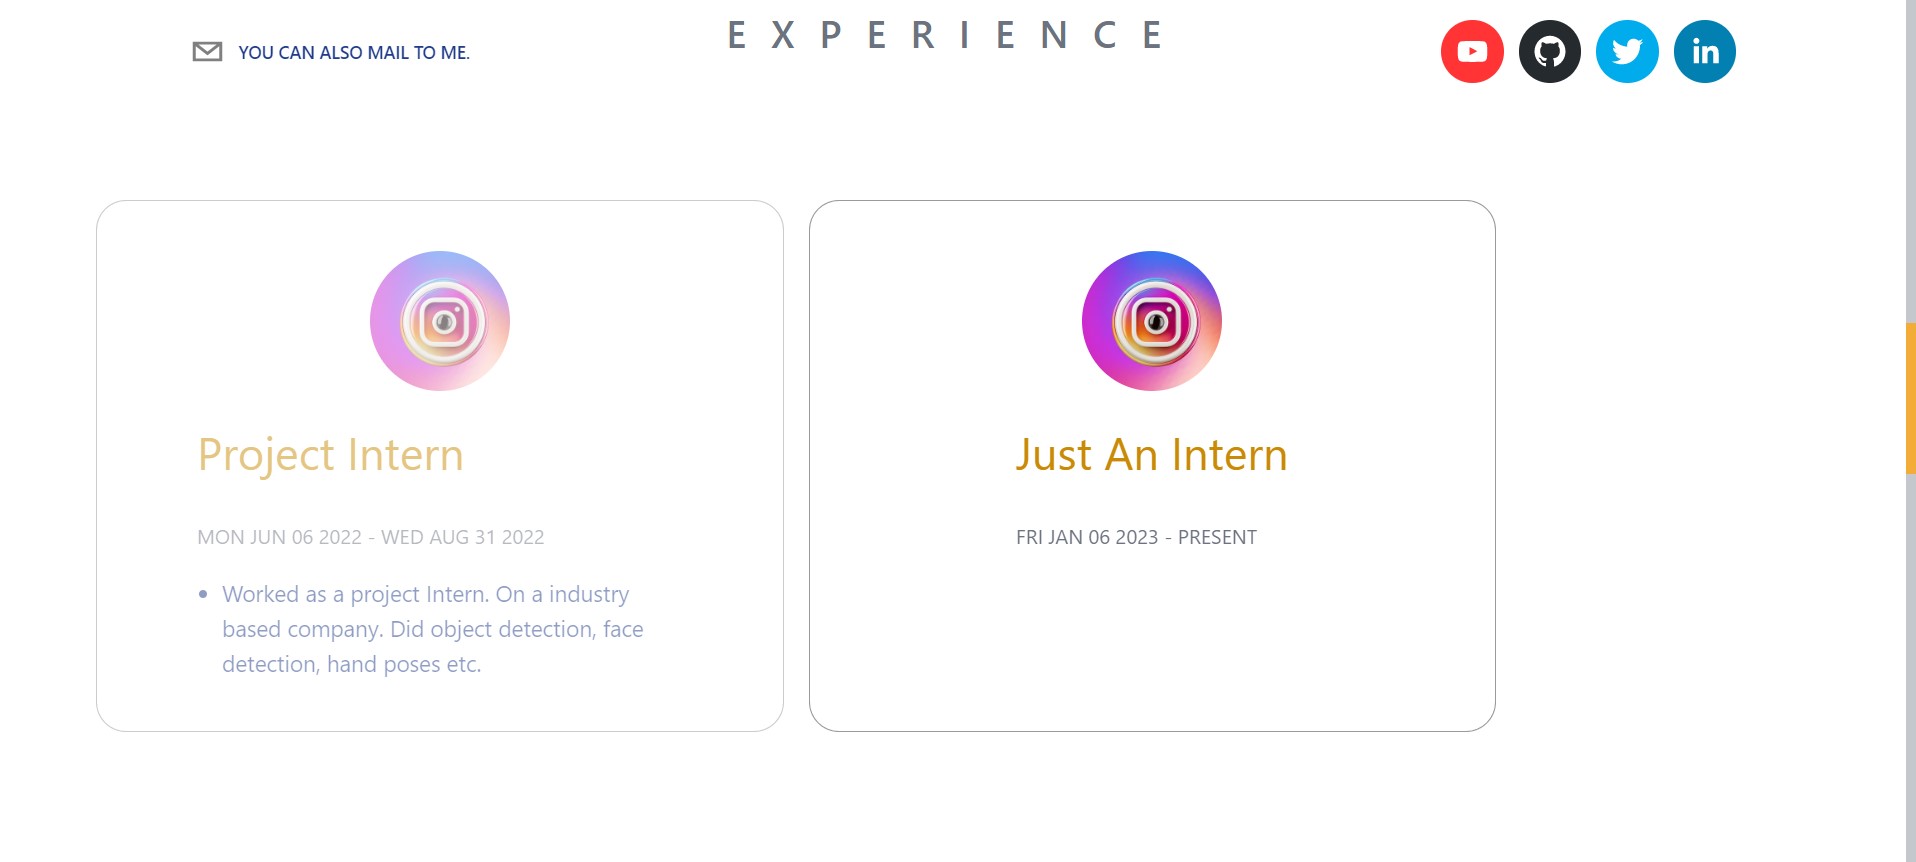 YOU CAN ALSO MAIL TO ME.
EXPERIENCE
Project Intern
MON JUN 06 2022 - WED AUG 31 2022
• Worked as a project Intern. On a industry
based company. Did object detection, face
detection, hand poses etc.
Just An Intern
FRI JAN 06 2023 - PRESENT